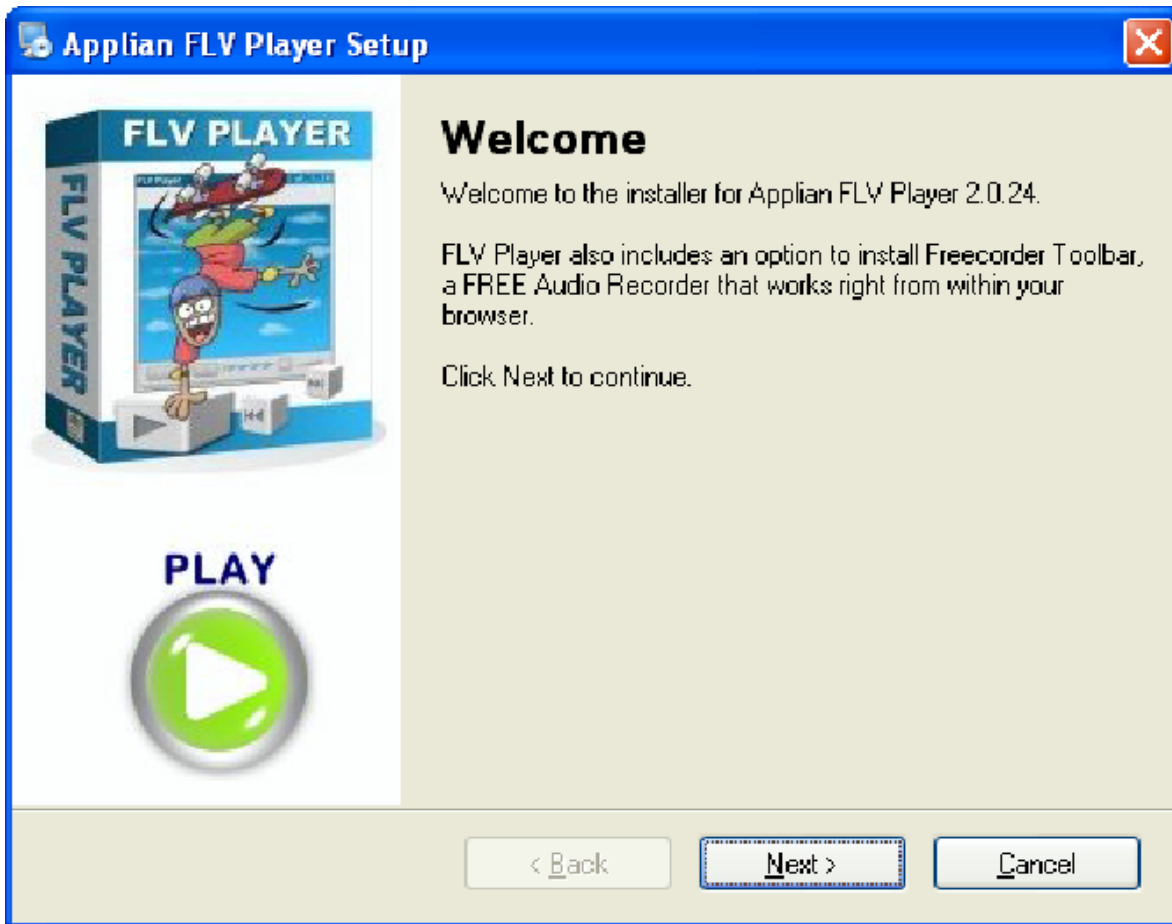 Applian FLV Player Setup
FLV PLAYER
FLV PLAYER
FLV Player
PLAY
Welcome
Welcome to the installer for Applian FLV Player 2.0.24.
FLV Player also includes an option to install Freecorder Toolbar,
a FREE Audio Recorder that works right from within your
browser.
Click Next to continue.
< Back
Next >
Cancel